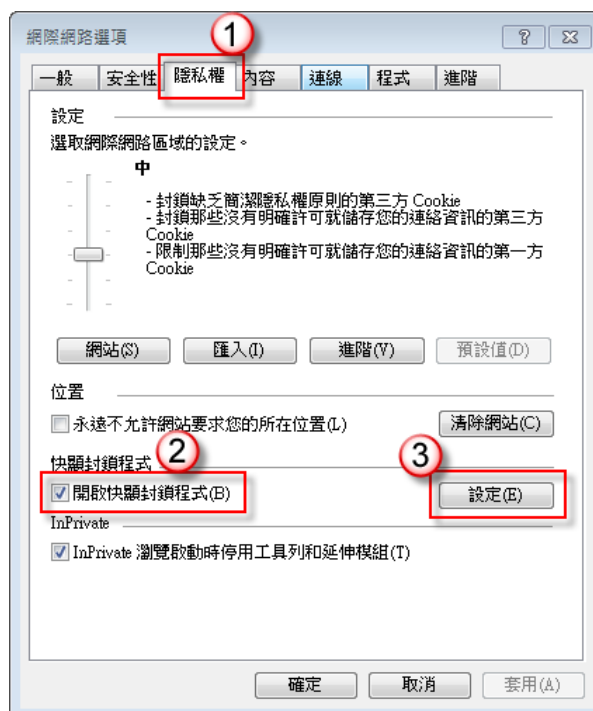 網際網路選項
1
一般 安全性 隱私權 內容 連線 程式 進階
設定
選取網際網路區域的設定。
中
- 封鎖缺乏簡潔隱私權原則的第三方 Cookie
- 封鎖那些沒有明確許可就儲存您的連絡資訊的第三方
Cookie
- 限制那些沒有明確許可就儲存您的連絡資訊的第一方
Cookie
網站(S) 匯入(I) 進階(V) 預設值(D)
位置
永遠不允許網站要求您的所在位置(L) 清除網站(C)
快顯封鎖程式
2
3
開啟快顯封鎖程式(B) 設定(E)
InPrivate
InPrivate 瀏覽啟動時停用工具列和延伸模組(T)
確定 取消 套用(A)